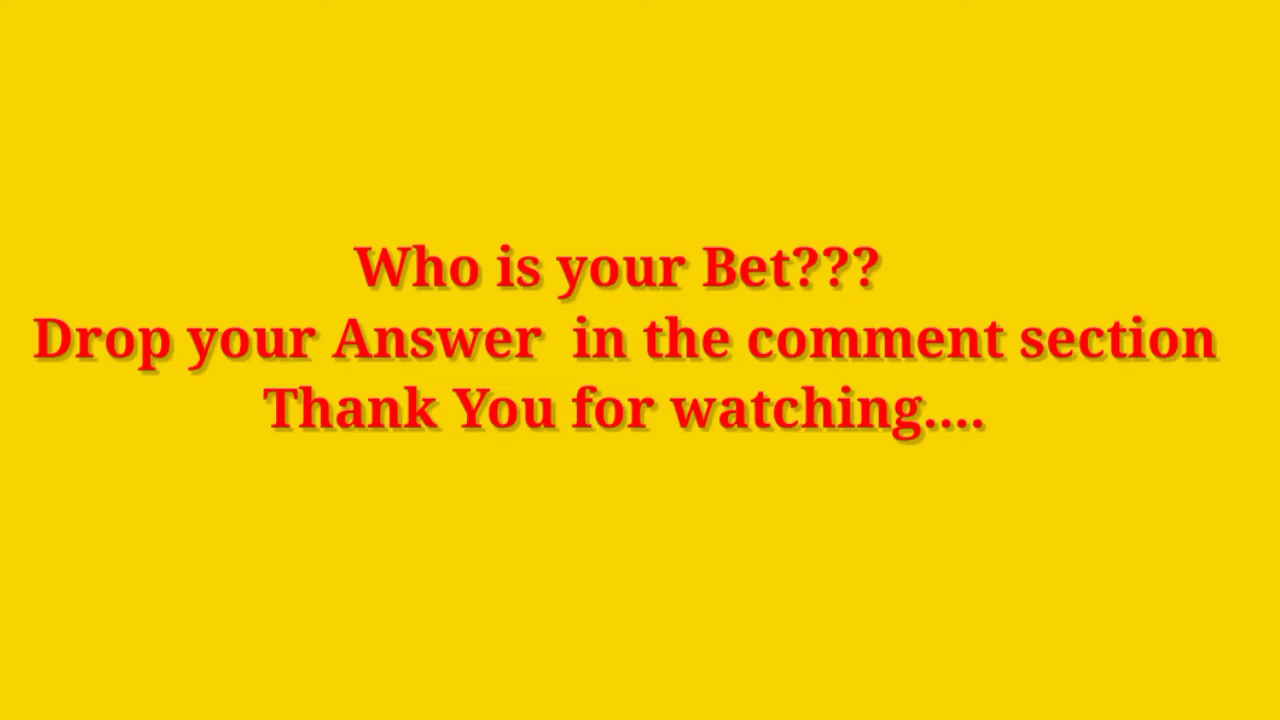 Who is your Bet???
Drop your Answer  in the comment section
Thank You for watching....